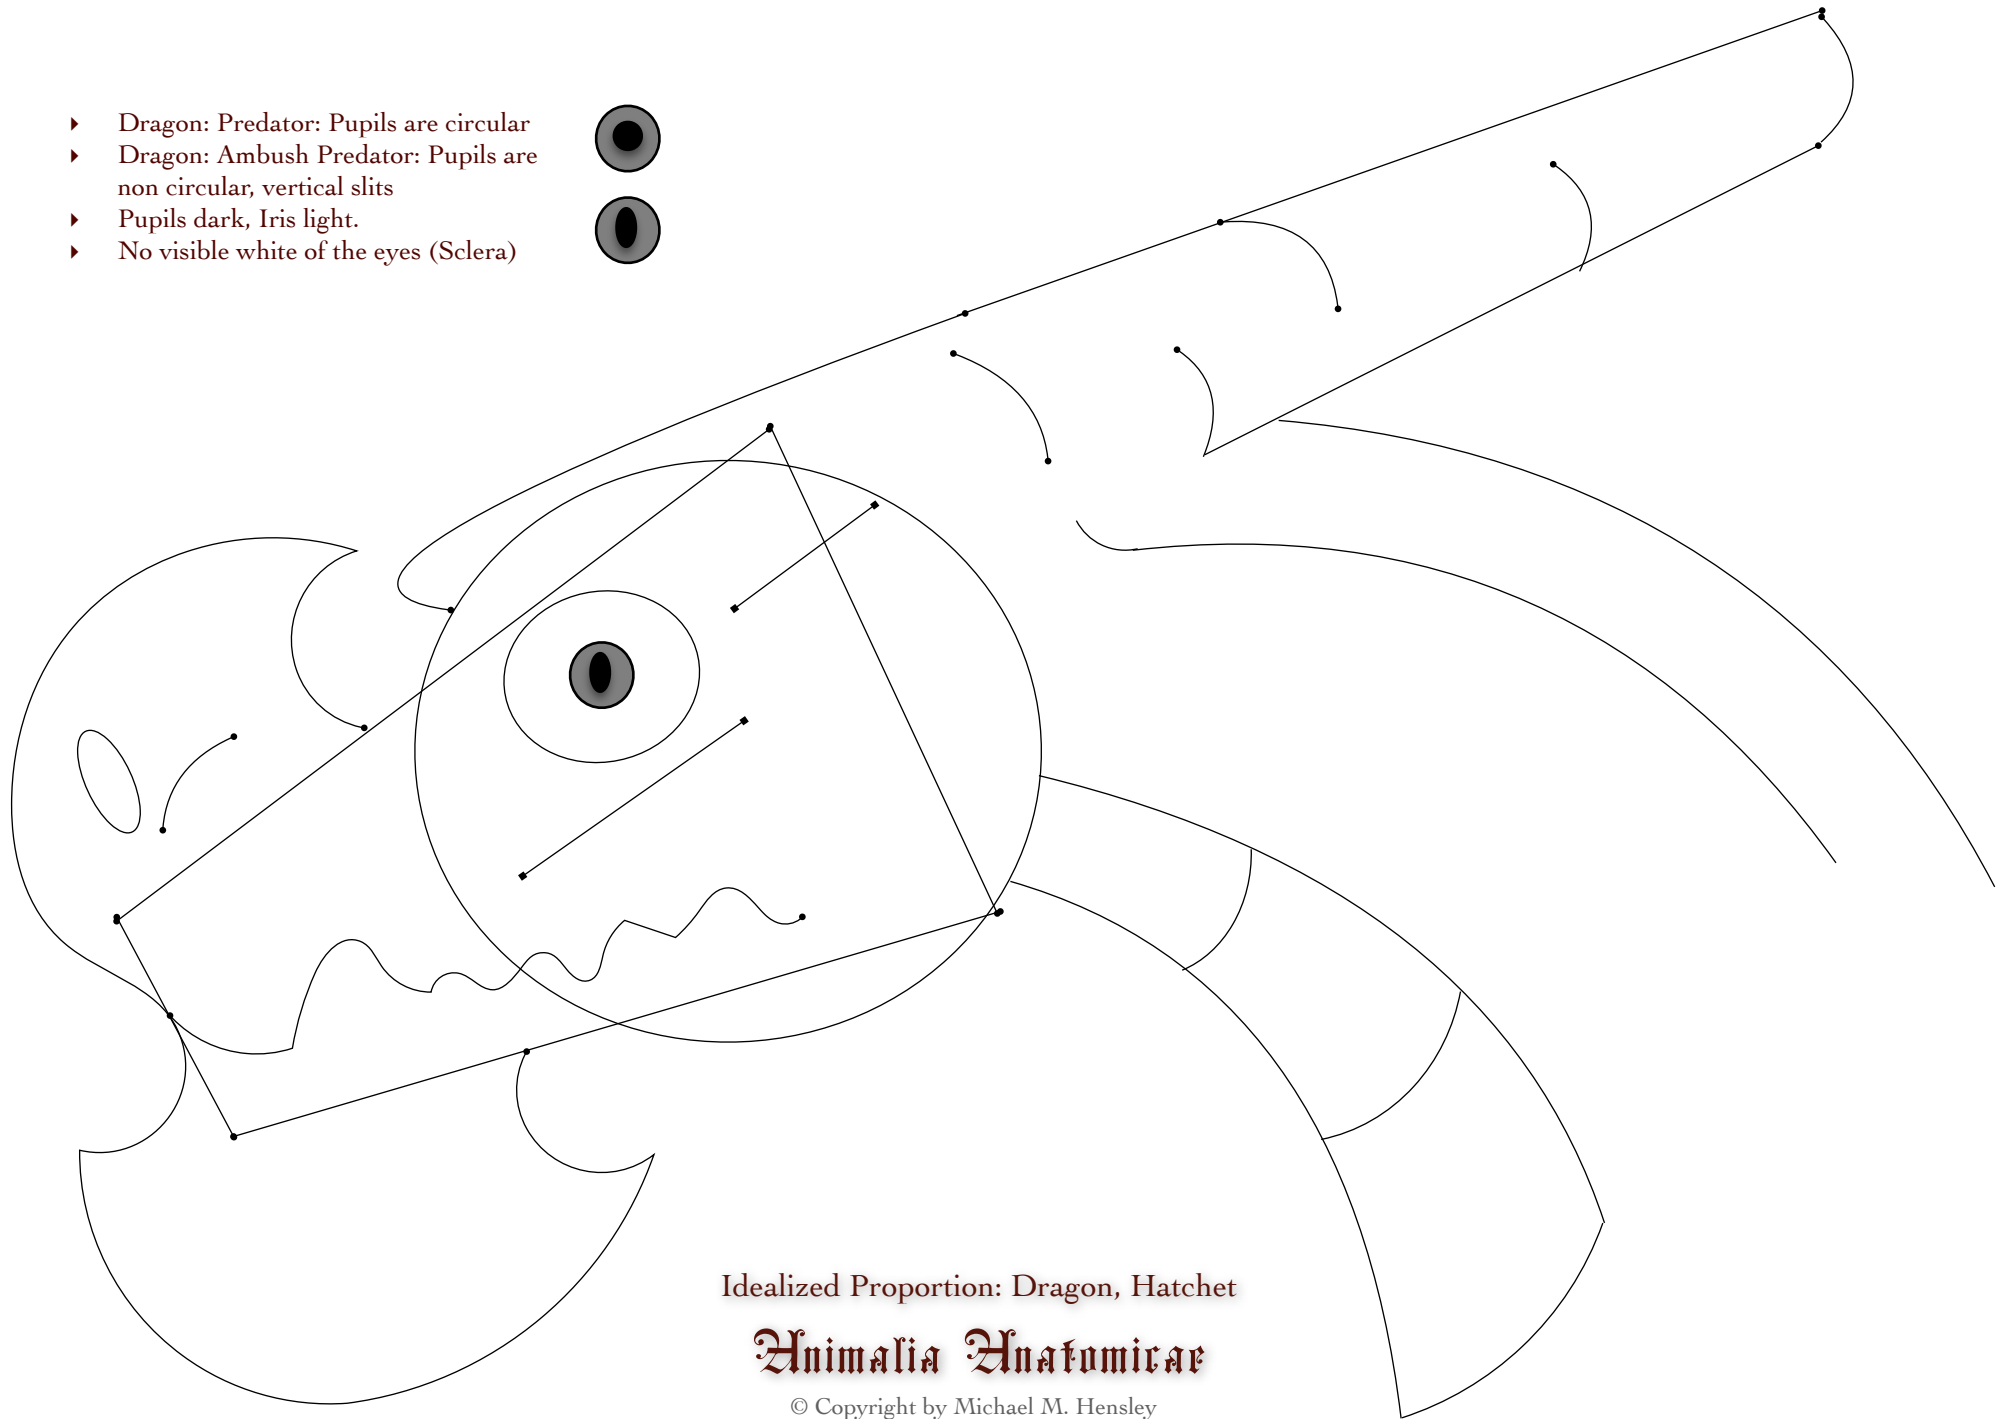 Dragon: Predator: Pupils are circular
Dragon: Ambush Predator: Pupils are
non circular, vertical slits
Pupils dark, Iris light.
No visible white of the eyes (Sclera)
Idealized Proportion: Dragon, Hatchet
Animalia Anatomicae
© Copyright by Michael M. Hensley